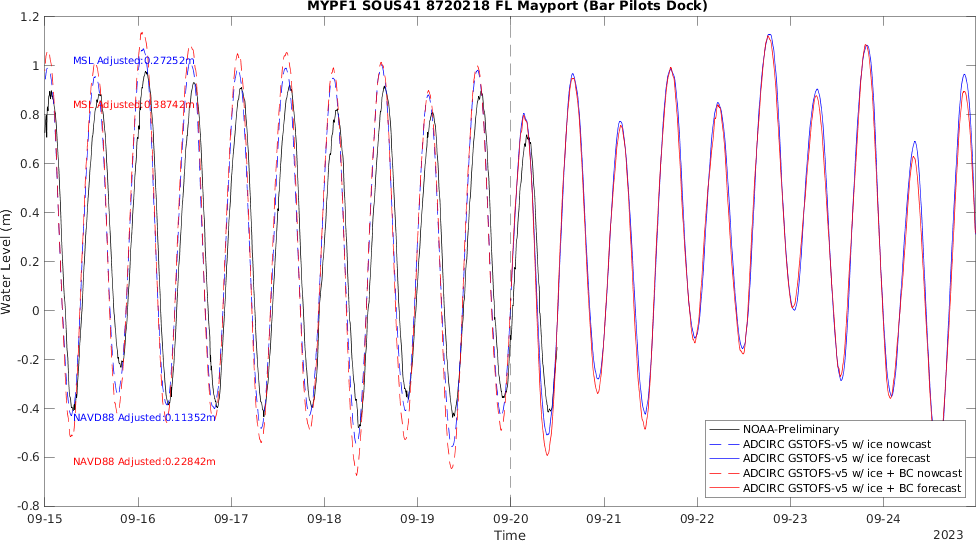 MYPF1 SOUS41 8720218 FL Mayport (Bar Pilots Dock)
1.2
1
0.8
0.6
0.4
0.2
0
-0.2
-0.4
-0.6
-0.8
Water Level (m)
MSL Adjusted:0.27252m
MSL Adjusted:0.38742m
NAVD88 Adjusted:0.11352m
NAVD88 Adjusted:0.22842m
NOAA-Preliminary
ADCIRC GSTOFS-v5 w/ ice nowcast
ADCIRC GSTOFS-v5 w/ ice forecast
ADCIRC GSTOFS-v5 w/ ice + BC nowcast
ADCIRC GSTOFS-v5 w/ ice + BC forecast
09-15 09-16 09-17 09-18 09-19 09-20 09-21 09-22 09-23 09-24
Time
2023